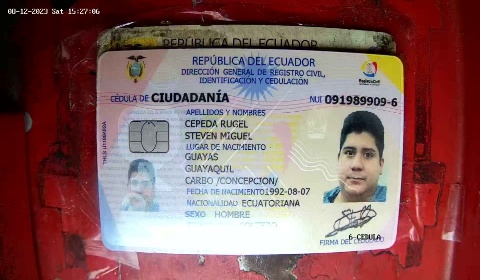 08-12-2023 Sat 15:27:06
REPÚBLICA DEL ECUADOR
REPÚBLICA DEL ECUADOR
DIRECCIÓN GENERAL DE REGISTRO CIVIL,
IDENTIFICACIÓN Y CEDULACIÓN
CÉDULA DE CIUDADANÍA
NUI 091989909-6
APELLIDOS Y NOMBRES
CEPEDA RUGEL
STEVEN MIGUEL
LUGAR DE NACIMIENTO
GUAYAS
GUAYAQUIL
CARBO /CONCEPCION/
FECHA DE NACIMIENTO 1992-08-07
NACIONALIDAD ECUATORIANA
SEXO HOMBRE
6-CEDULA
FIRMA DEL CEDULADO